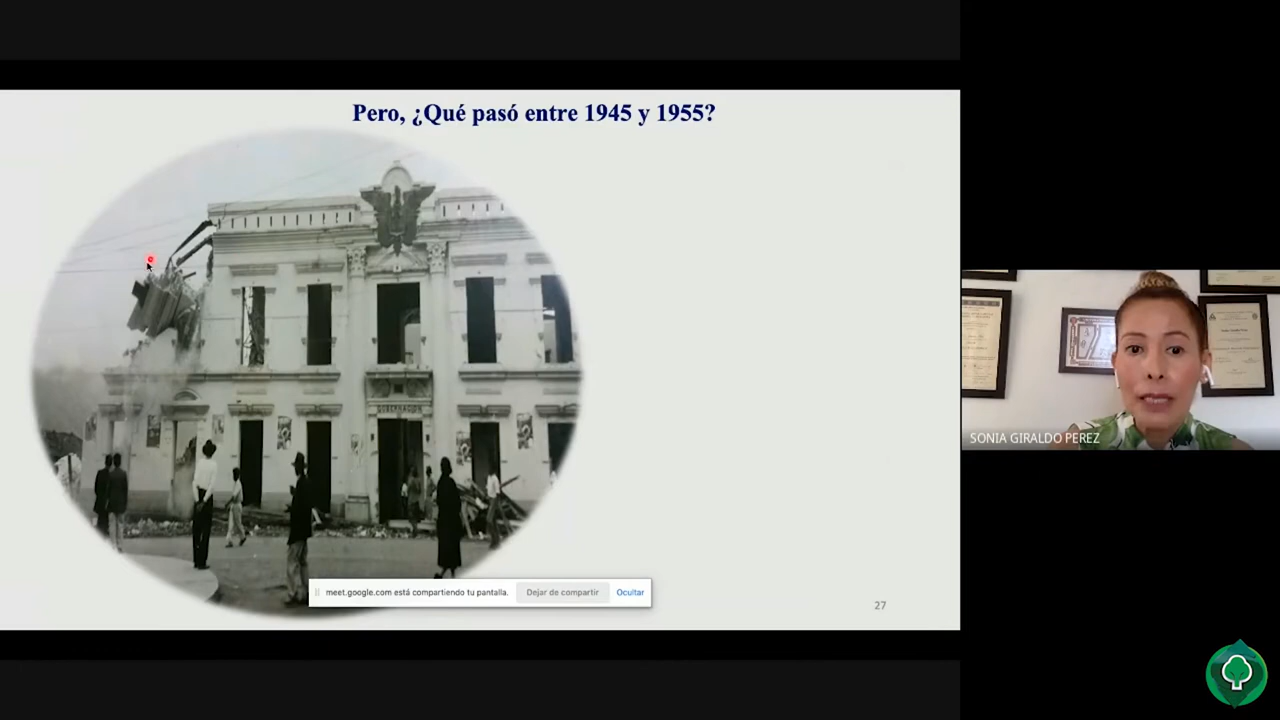 Pero, ¿Qué pasó entre 1945 y 1955?
GOBERNACION
meet.google.com está compartiendo tu pantalla.
Dejar de compartir
Ocultar
27
SONIA GIRALDO PEREZ